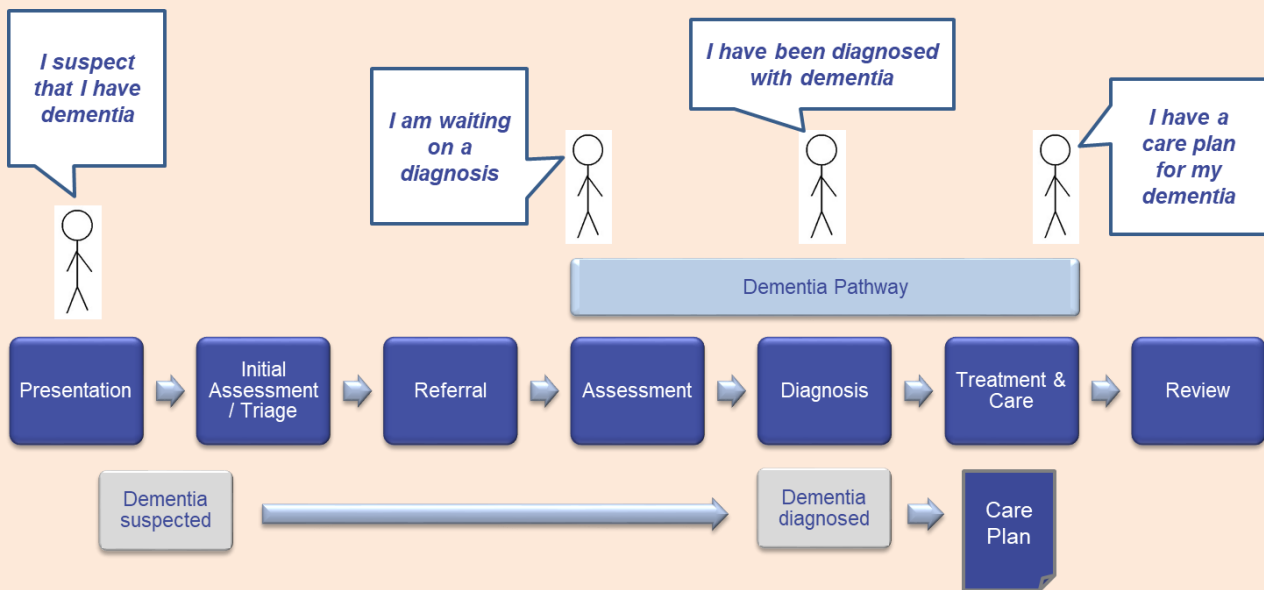 I suspect
that I have
dementia
I am waiting
on a
diagnosis
I have been diagnosed
with dementia
I have a
care plan
for my
dementia
Dementia Pathway
Presentation
Initial
Assessment
/ Triage
Referral
Assessment
Diagnosis
Treatment &
Care
Review
Dementia
suspected
Dementia
diagnosed
Care
Plan